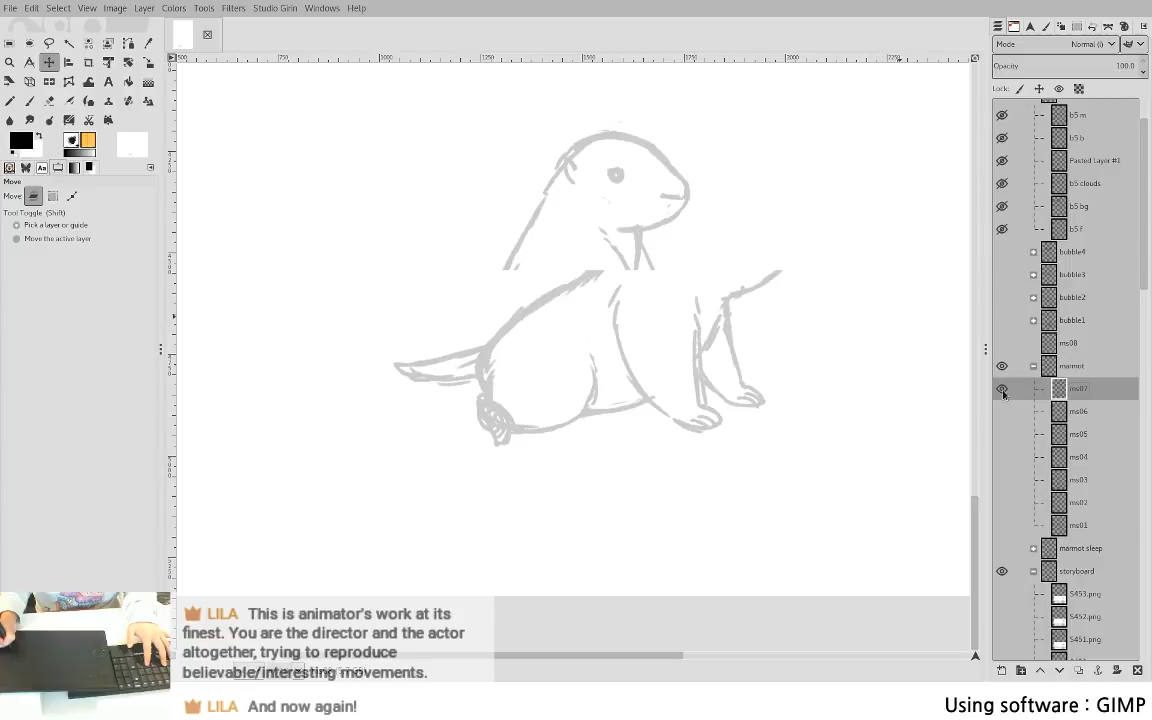 File Edit Select View Image Layer Colors Tools Filters Studio Girin Windows Help
Mode Normal (l)
Opacity 100.0
Lock:
Move
Move:
Tool Toggle (Shift)
Pick a layer or guide
Move the active layer
b5 m
b5 b
Pasted Layer #1
b5 clouds
b5 bg
b5 f
bubble4
bubble3
bubble2
bubble1
ms08
marmot
ms07
ms06
ms05
ms04
ms03
ms02
ms01
marmot sleep
storyboard
S453.png
S452.png
S451.png
LILA This is animator's work at its
finest. You are the director and the actor
altogether, trying to reproduce
believable/interesting movements.
LILA And now again!
Using software : GIMP